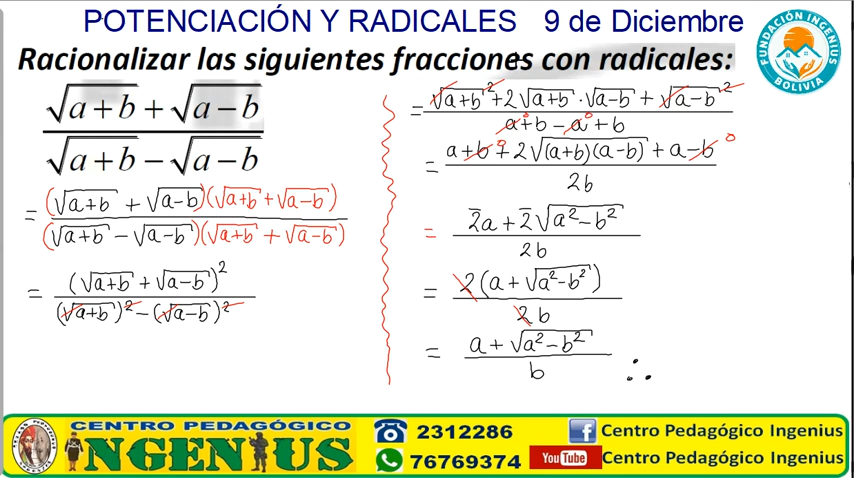 POTENCIACIÓN Y RADICALES 9 de Diciembre
FUNDACIÓN INGENIUS
BOLIVIA
Racionalizar las siguientes fracciones con radicales:
√(a+b) + √(a−b)
√(a+b) − √(a−b)
= (√(a+b) + √(a−b))(√(a+b) + √(a−b))
(√(a+b) − √(a−b))(√(a+b) + √(a−b))
= (√(a+b) + √(a−b))²
(√(a+b))² − (√(a−b))²
= √(a+b)² + 2√(a+b)·√(a−b) + √(a−b)²
a+b − a + b
= a+b + 2√((a+b)(a−b)) + a−b
2b
= 2a + 2√(a²−b²)
2b
= 2(a + √(a²−b²))
2b
= a + √(a²−b²)
b
∴
CENTRO PEDAGÓGICO
INGENIUS
2312286
76769374
f Centro Pedagógico Ingenius
YouTube Centro Pedagógico Ingenius